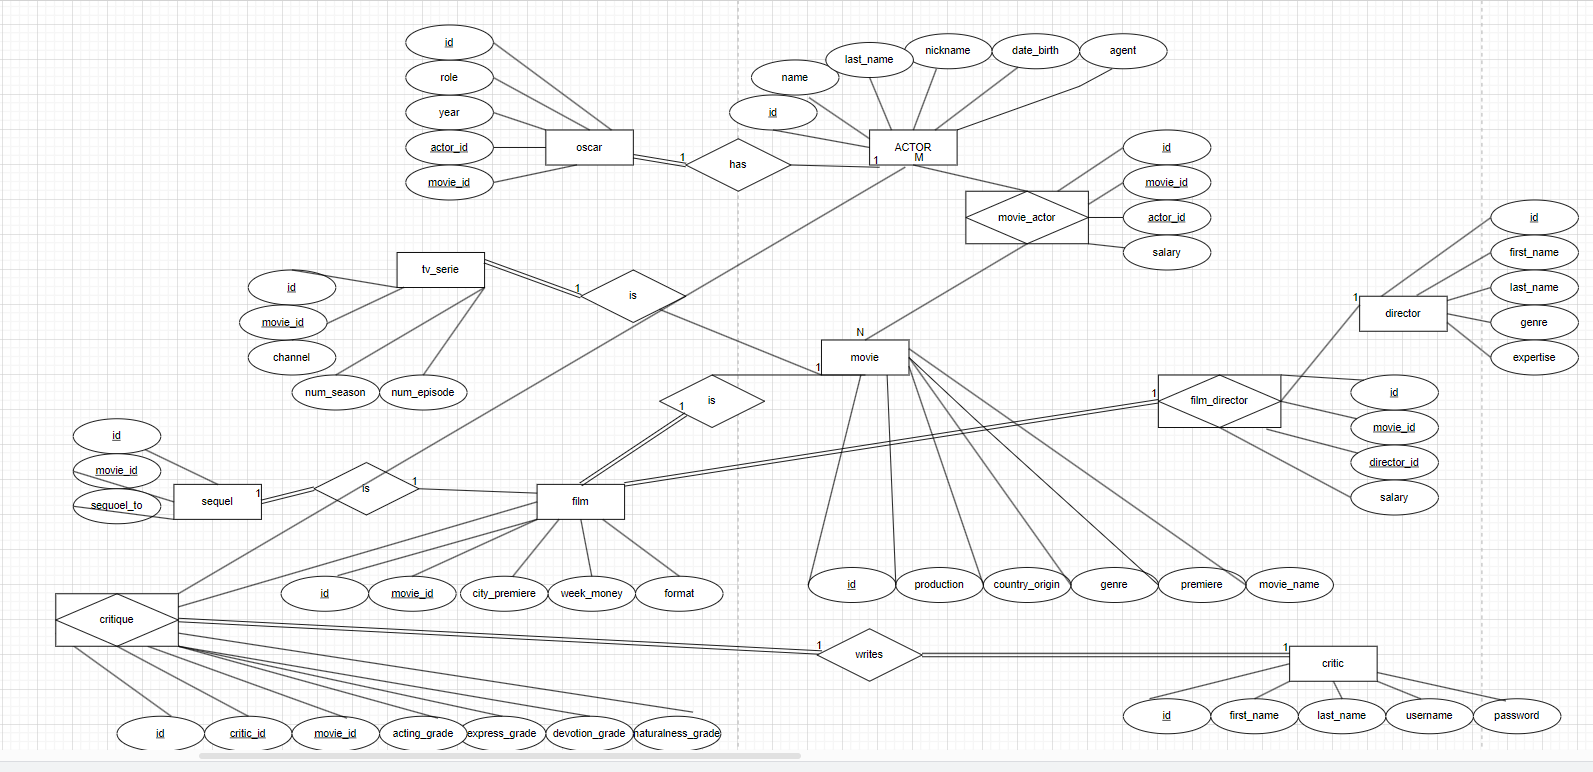 id
role
year
actor_id
movie_id
oscar
1
has
1
id
name
last_name
nickname
date_birth
agent
ACTOR
M
id
movie_id
actor_id
salary
movie_actor
id
first_name
last_name
genre
expertise
1
director
tv_serie
id
movie_id
channel
num_season
num_episode
1
is
N
movie
1
is
1
1
film_director
id
movie_id
director_id
salary
id
movie_id
sequoel_to
sequel
1
is
1
film
id
movie_id
city_premiere
week_money
format
id
production
country_origin
genre
premiere
movie_name
critique
1
writes
1
critic
id
critic_id
movie_id
acting_grade
express_grade
devotion_grade
naturalness_grade
id
first_name
last_name
username
password